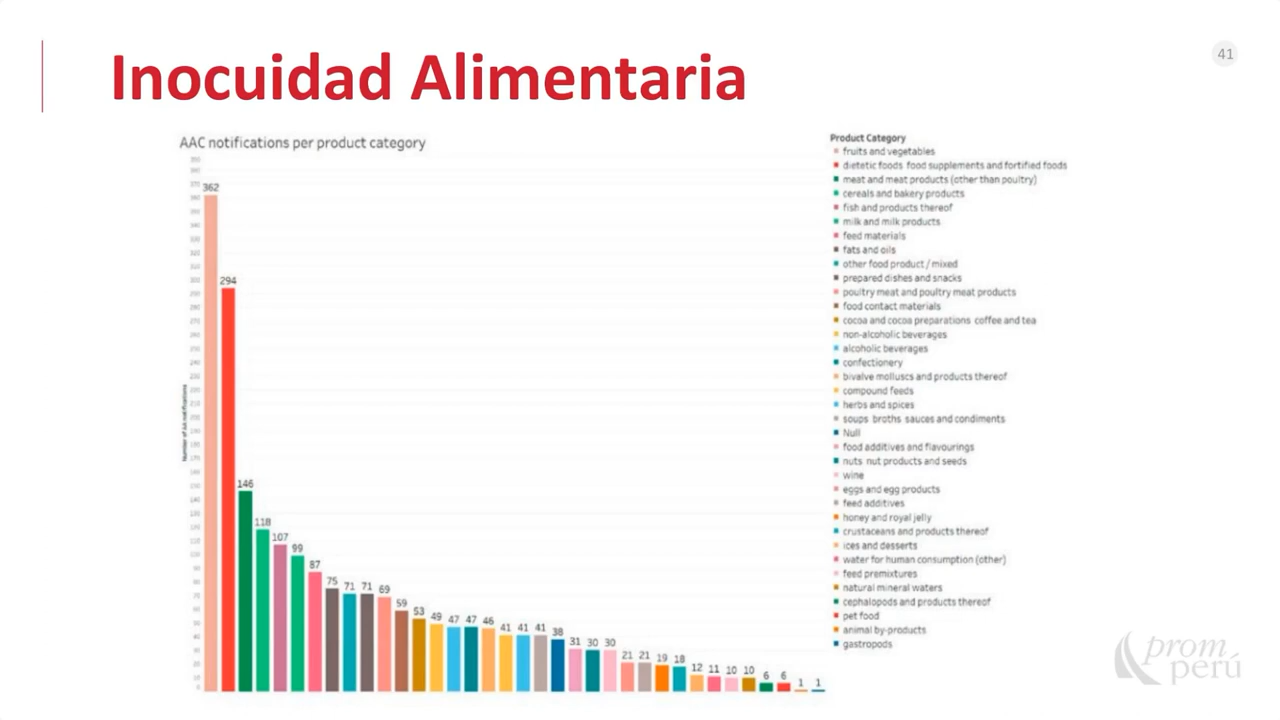 Inocuidad Alimentaria
41
AAC notifications per product category
Number of AA notifications
362
294
146
118
107
99
87
75
71
71
69
59
53
49
47
47
46
41
41
41
38
31
30
30
21
21
19
18
12
11
10
10
6
6
1
1
Product Category
fruits and vegetables
dietetic foods food supplements and fortified foods
meat and meat products (other than poultry)
cereals and bakery products
fish and products thereof
milk and milk products
feed materials
fats and oils
other food product / mixed
prepared dishes and snacks
poultry meat and poultry meat products
food contact materials
cocoa and cocoa preparations coffee and tea
non-alcoholic beverages
alcoholic beverages
confectionery
bivalve molluscs and products thereof
compound feeds
herbs and spices
soups broths sauces and condiments
Null
food additives and flavourings
nuts nut products and seeds
wine
eggs and egg products
feed additives
honey and royal jelly
crustaceans and products thereof
ices and desserts
water for human consumption (other)
feed premixtures
natural mineral waters
cephalopods and products thereof
pet food
animal by-products
gastropods
prom
perú